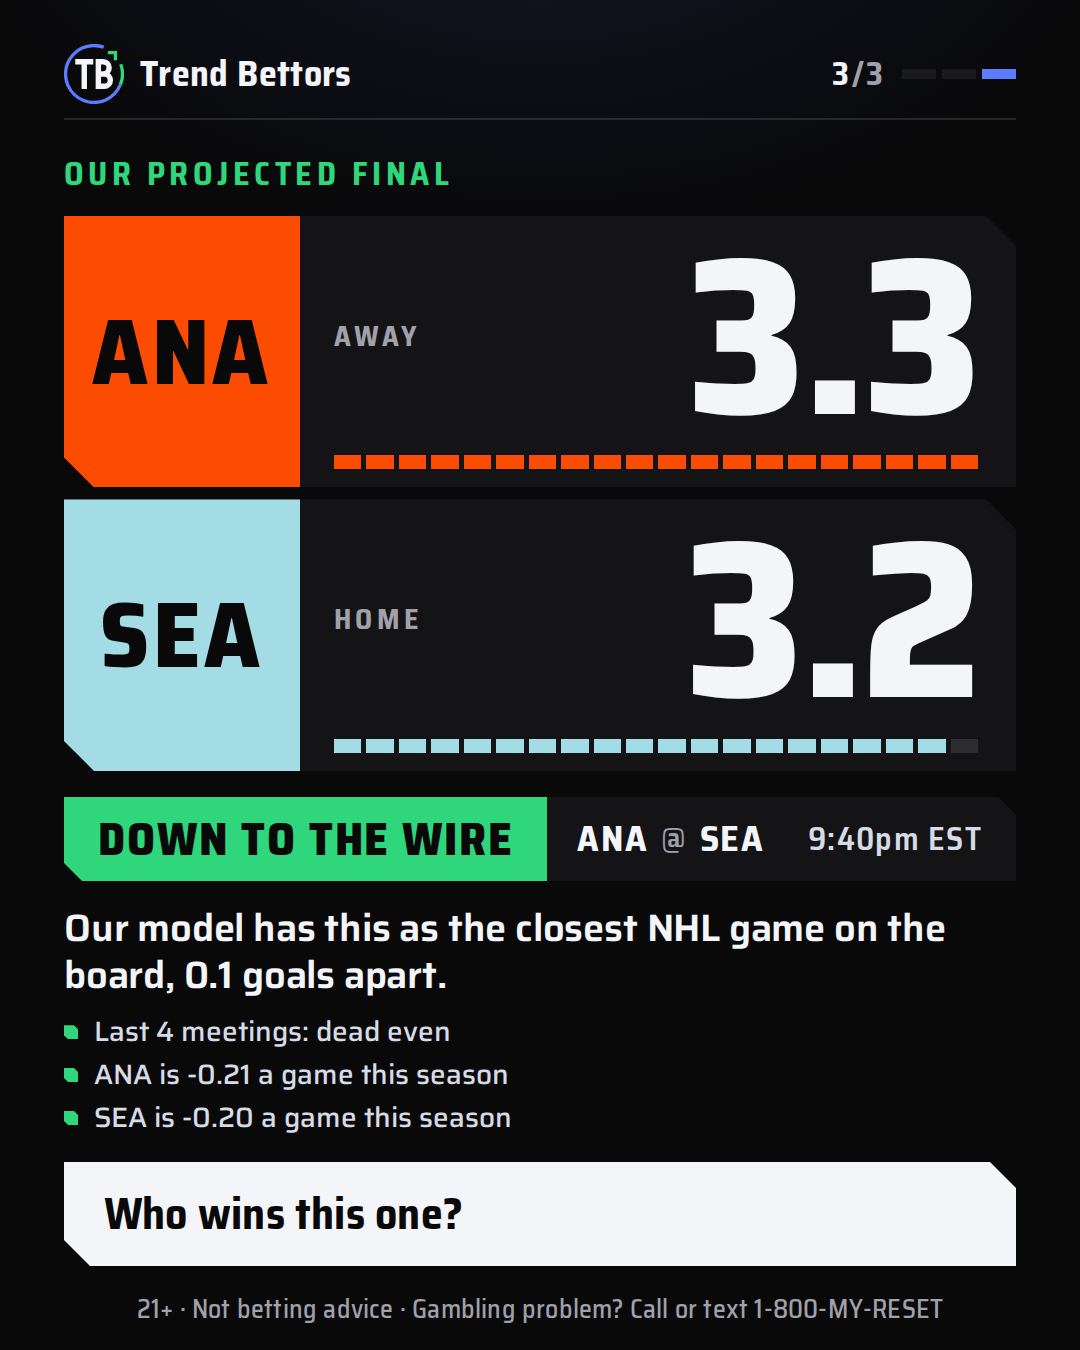 TB Trend Bettors
3/3
OUR PROJECTED FINAL
ANA
AWAY
3.3
SEA
HOME
3.2
DOWN TO THE WIRE
ANA @ SEA 9:40pm EST
Our model has this as the closest NHL game on the
board, 0.1 goals apart.
Last 4 meetings: dead even
ANA is -0.21 a game this season
SEA is -0.20 a game this season
Who wins this one?
21+ · Not betting advice · Gambling problem? Call or text 1-800-MY-RESET